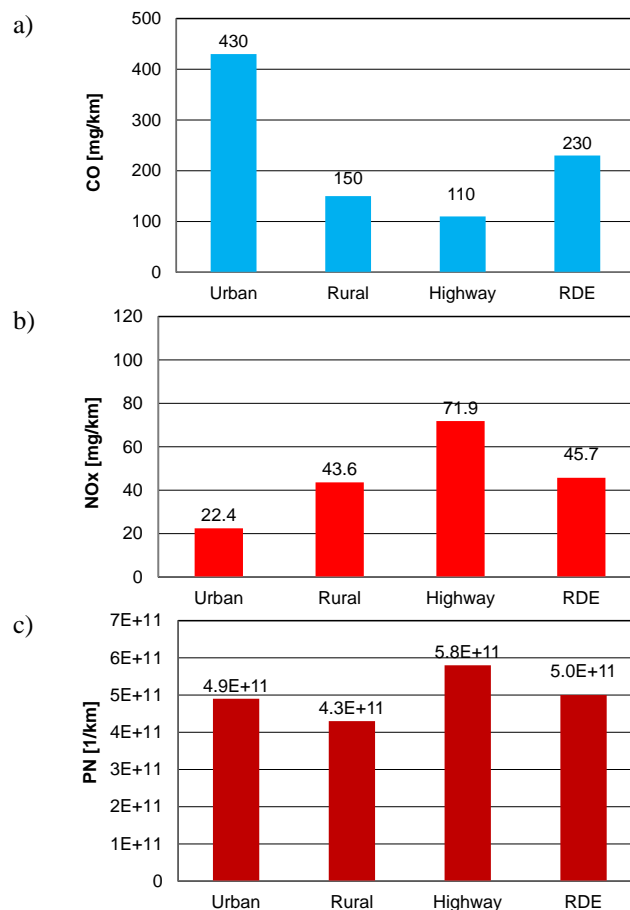 a)
CO [mg/km]
500
400
300
200
100
0
430
150
110
230
Urban Rural Highway RDE
b)
NOx [mg/km]
120
100
80
60
40
20
0
22.4
43.6
71.9
45.7
Urban Rural Highway RDE
c)
PN [1/km]
7E+11
6E+11
5E+11
4E+11
3E+11
2E+11
1E+11
0
4.9E+11
4.3E+11
5.8E+11
5.0E+11
Urban Rural Highway RDE